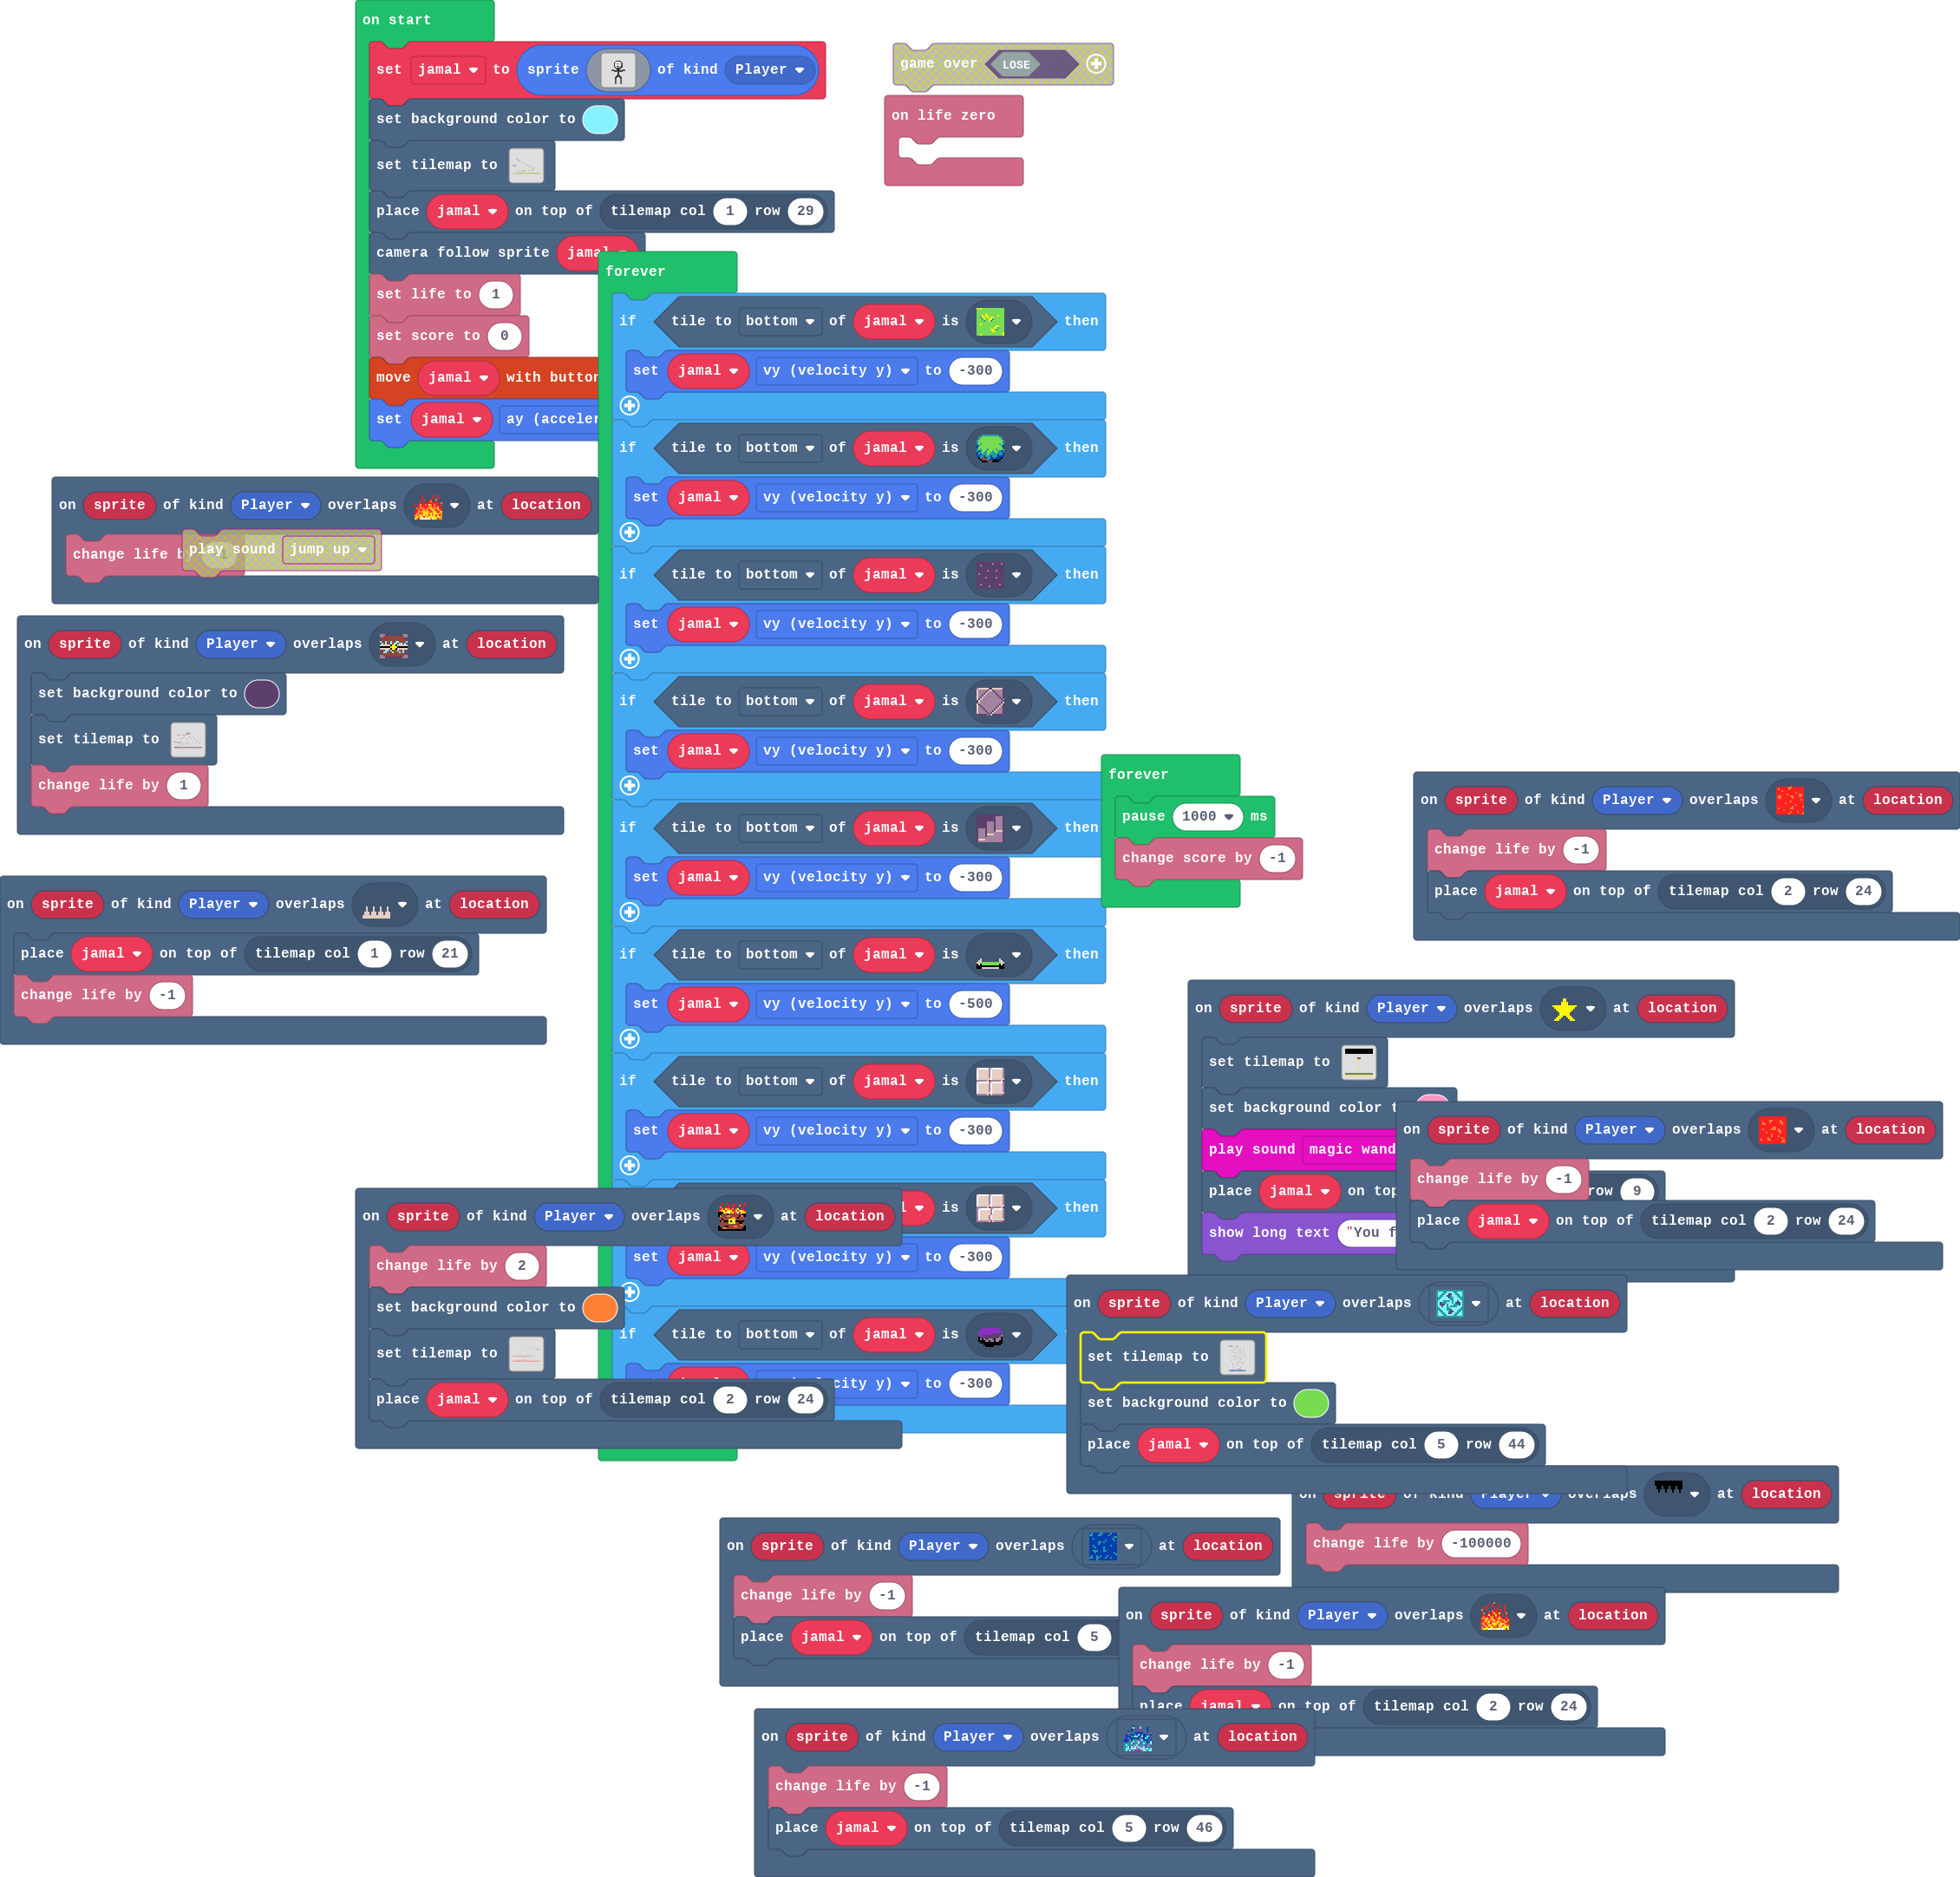 on start
set jamal to sprite of kind Player
set background color to
set tilemap to
place jamal on top of tilemap col 1 row 29
camera follow sprite
set life to 1
set score to 0
move jamal with
set jamal ay
game over LOSE
on life zero
forever
if tile to bottom of jamal is then
set jamal vy (velocity y) to -300
if tile to bottom of jamal is then
set jamal vy (velocity y) to -300
if tile to bottom of jamal is then
set jamal vy (velocity y) to -300
if tile to bottom of jamal is then
set jamal vy (velocity y) to -300
if tile to bottom of jamal is then
set jamal vy (velocity y) to -300
if tile to bottom of jamal is then
set jamal vy (velocity y) to -500
if tile to bottom of jamal is then
set jamal vy (velocity y) to -300
is then
set jamal vy (velocity y) to -300
if tile to bottom of jamal is
y) to -300
on sprite of kind Player overlaps at location
change life
play sound jump up
on sprite of kind Player overlaps at location
set background color to
set tilemap to
change life by 1
on sprite of kind Player overlaps at location
place jamal on top of tilemap col 1 row 21
change life by -1
on sprite of kind Player overlaps at location
change life by 2
set background color to
set tilemap to
place jamal on top of tilemap col 2 row 24
forever
pause 1000 ms
change score by -1
on sprite of kind Player overlaps at location
change life by -1
place jamal on top of tilemap col 2 row 24
on sprite of kind Player overlaps at location
set tilemap to
set background color
play sound magic wand
place jamal on row 9
show long text "You
on sprite of kind Player overlaps at location
change life by -1
place jamal on top of tilemap col 2 row 24
on sprite of kind Player overlaps at location
set tilemap to
set background color to
place jamal on top of tilemap col 5 row 44
on sprite of kind Player overlaps at location
change life by -100000
on sprite of kind Player overlaps at location
change life by -1
place jamal on top of tilemap col 5
on sprite of kind Player overlaps at location
change life by -1
place jamal on top of tilemap col 2 row 24
on sprite of kind Player overlaps at location
change life by -1
place jamal on top of tilemap col 5 row 46